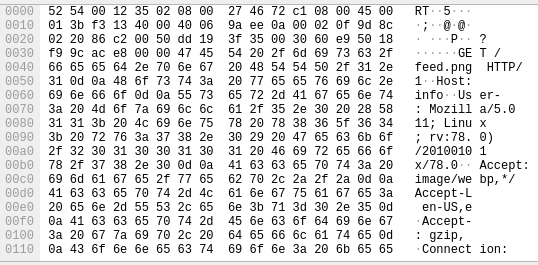 0000 52 54 00 12 35 02 08 00 27 46 72 c1 08 00 45 00 RT··5···
0010 01 3b f3 13 40 00 40 06 9a ee 0a 00 02 0f 9d 8c ·;··@·@·
0020 02 20 86 c2 00 50 dd 19 3f 35 00 30 60 e9 50 18 · ···P·· ?
0030 f9 9c ac e8 00 00 47 45 54 20 2f 6d 69 73 63 2f ······GE T /
0040 66 65 65 64 2e 70 6e 67 20 48 54 54 50 2f 31 2e feed.png HTTP/
0050 31 0d 0a 48 6f 73 74 3a 20 77 65 65 76 69 6c 2e 1··Host:
0060 69 6e 66 6f 0d 0a 55 73 65 72 2d 41 67 65 6e 74 info··Us er-
0070 3a 20 4d 6f 7a 69 6c 6c 61 2f 35 2e 30 20 28 58 : Mozill a/5.0
0080 31 31 3b 20 4c 69 6e 75 78 20 78 38 36 5f 36 34 11; Linu x
0090 3b 20 72 76 3a 37 38 2e 30 29 20 47 65 63 6b 6f ; rv:78. 0)
00a0 2f 32 30 31 30 30 31 30 31 20 46 69 72 65 66 6f /2010010 1
00b0 78 2f 37 38 2e 30 0d 0a 41 63 63 65 70 74 3a 20 x/78.0·· Accept:
00c0 69 6d 61 67 65 2f 77 65 62 70 2c 2a 2f 2a 0d 0a image/we bp,*/
00d0 41 63 63 65 70 74 2d 4c 61 6e 67 75 61 67 65 3a Accept-L
00e0 20 65 6e 2d 55 53 2c 65 6e 3b 71 3d 30 2e 35 0d en-US,e
00f0 0a 41 63 63 65 70 74 2d 45 6e 63 6f 64 69 6e 67 ·Accept-
0100 3a 20 67 7a 69 70 2c 20 64 65 66 6c 61 74 65 0d : gzip,
0110 0a 43 6f 6e 6e 65 63 74 69 6f 6e 3a 20 6b 65 65 ·Connect ion: